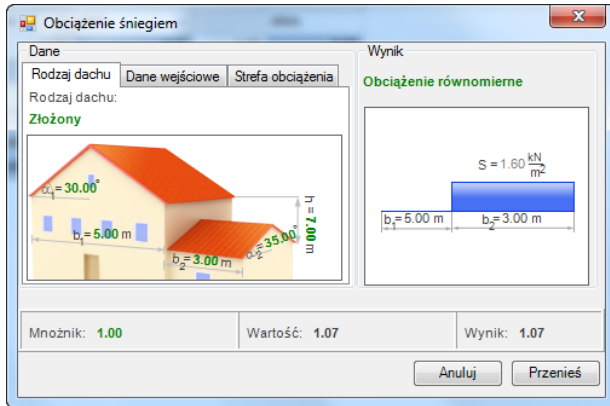 Obciążenie śniegiem
Dane
Rodzaj dachu
Dane wejściowe
Strefa obciążenia
Rodzaj dachu:
Złożony
α1=30.00°
b1=5.00 m
h=7.00 m
b2=3.00 m
α2=35.00°
Wynik
Obciążenie równomierne
S=1.60 kN/m2
b1=5.00 m
b2=3.00 m
Mnożnik: 1.00
Wartość: 1.07
Wynik: 1.07
Anuluj
Przenieś